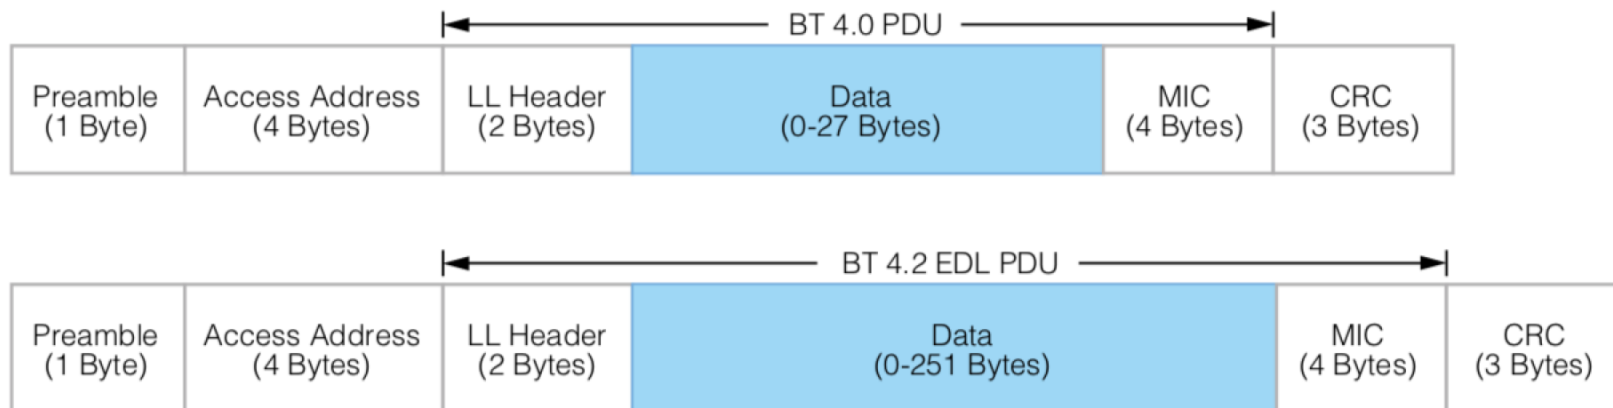 BT 4.0 PDU
Preamble
(1 Byte)
Access Address
(4 Bytes)
LL Header
(2 Bytes)
Data
(0-27 Bytes)
MIC
(4 Bytes)
CRC
(3 Bytes)
BT 4.2 EDL PDU
Preamble
(1 Byte)
Access Address
(4 Bytes)
LL Header
(2 Bytes)
Data
(0-251 Bytes)
MIC
(4 Bytes)
CRC
(3 Bytes)